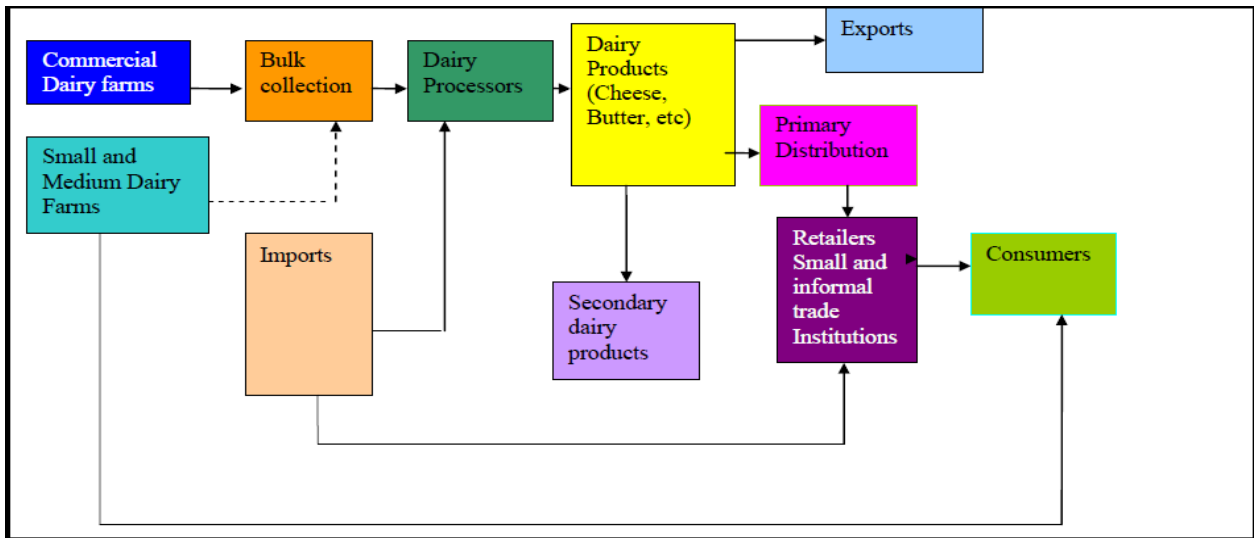 Commercial
Dairy farms
Bulk
collection
Dairy
Processors
Dairy
Products
(Cheese,
Butter, etc)
Exports
Small and
Medium Dairy
Farms
Primary
Distribution
Imports
Retailers
Small and
informal
trade
Institutions
Consumers
Secondary
dairy
products